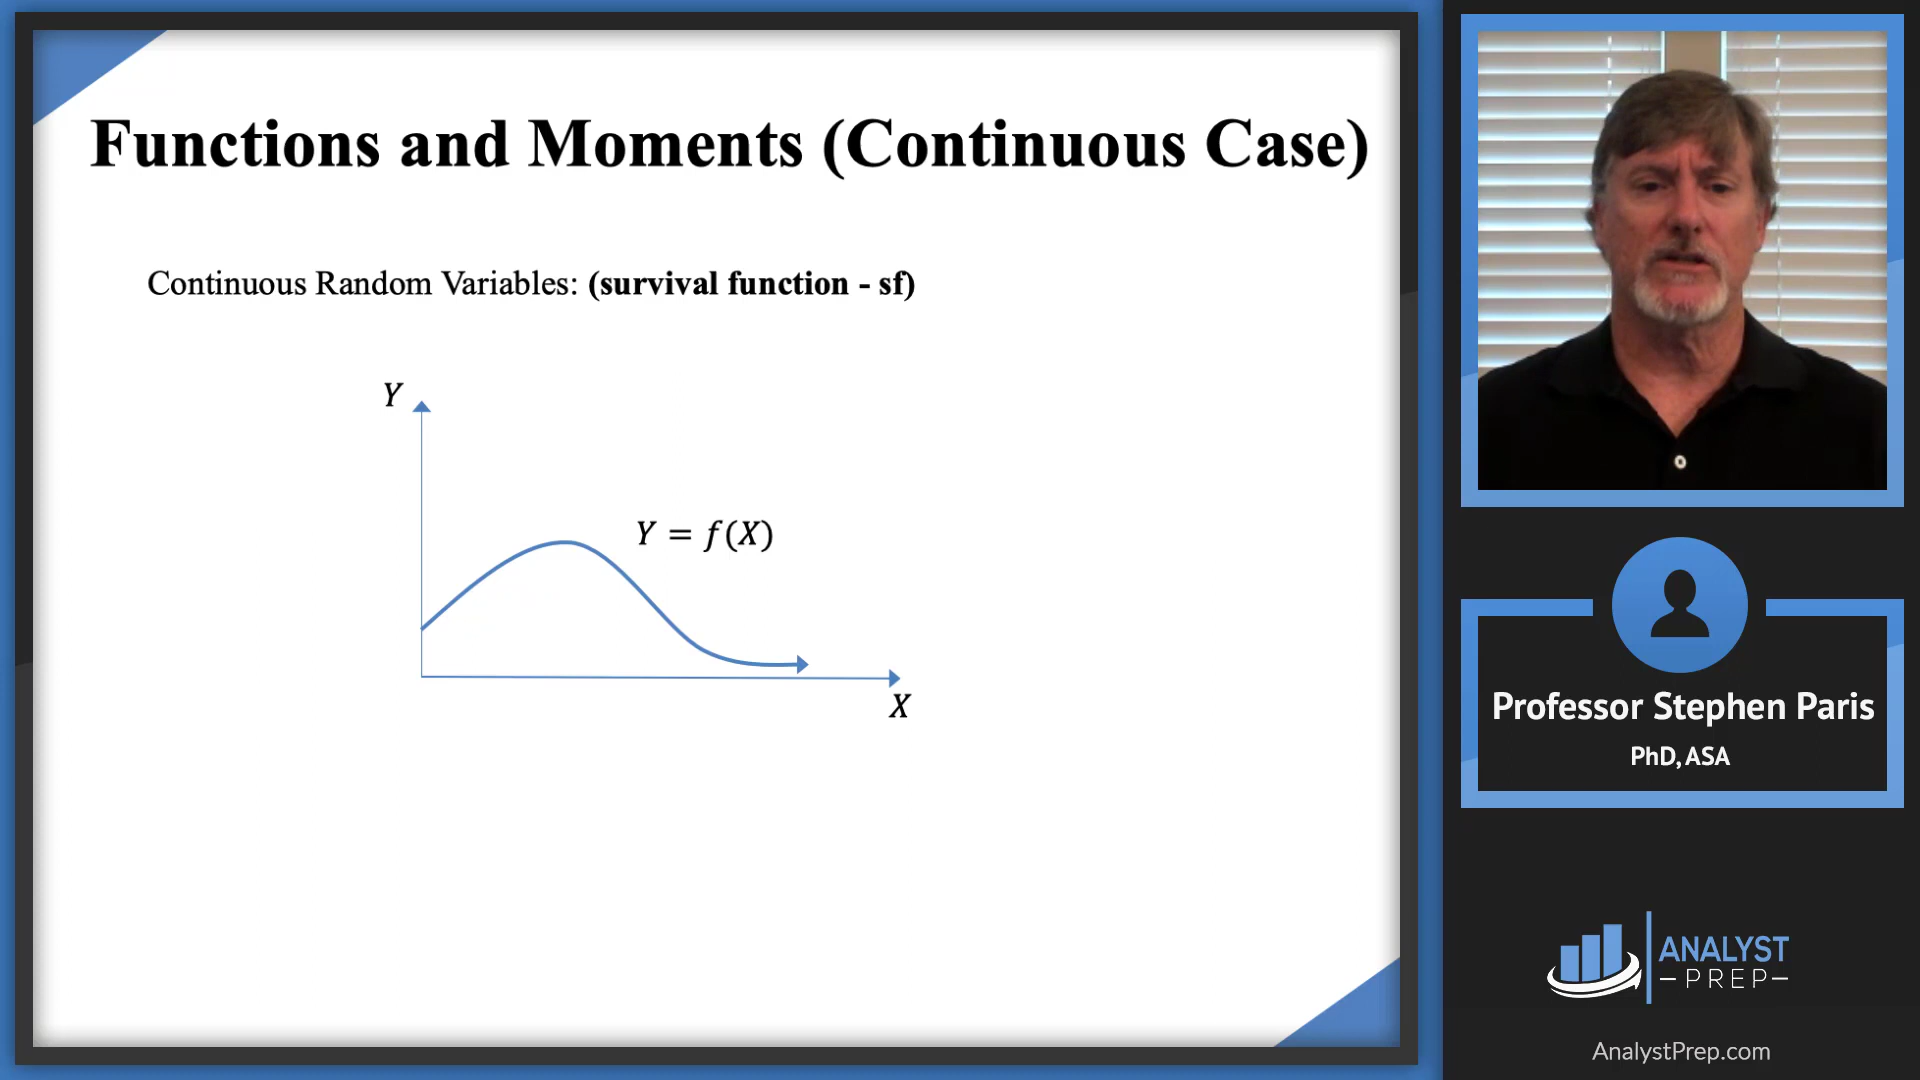 Functions and Moments (Continuous Case)
Continuous Random Variables: (survival function - sf)
Y
Y = f(X)
X
Professor Stephen Paris
PhD, ASA
ANALYST
PREP
AnalystPrep.com